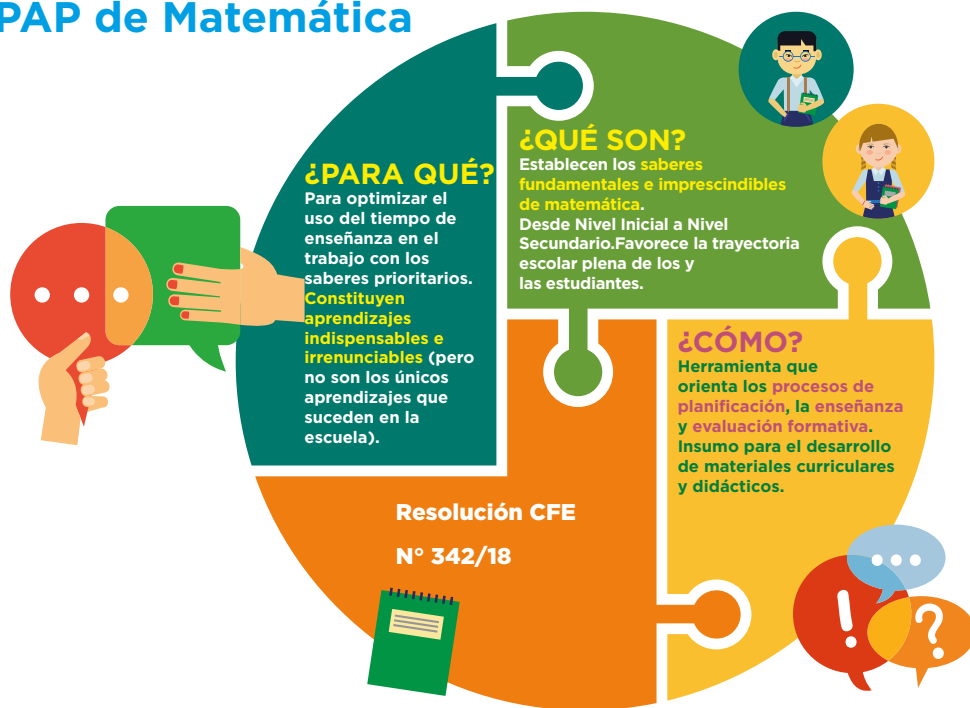 PAP de Matemática
¿PARA QUÉ?
Para optimizar el
uso del tiempo de
enseñanza en el
trabajo con los
saberes prioritarios.
Constituyen
aprendizajes
indispensables e
irrenunciables (pero
no son los únicos
aprendizajes que
suceden en la
escuela).
¿QUÉ SON?
Establecen los saberes
fundamentales e imprescindibles
de matemática.
Desde Nivel Inicial a Nivel
Secundario.Favorece la trayectoria
escolar plena de los y
las estudiantes.
¿CÓMO?
Herramienta que
orienta los procesos de
planificación, la enseñanza
y evaluación formativa.
Insumo para el desarrollo
de materiales curriculares
y didácticos.
Resolución CFE
N° 342/18